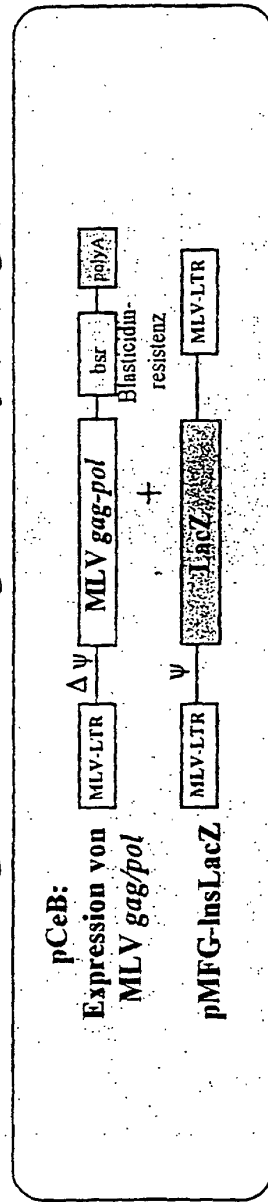 pCeB:
Expression von
MLV gag/pol
MLV-LTR
Δ Ψ
MLV gag-pol
bsr
polyA
Blasticidin-
resistenz
+
pMFG-lnsLacZ
MLV-LTR
Ψ
LacZ
MLV-LTR